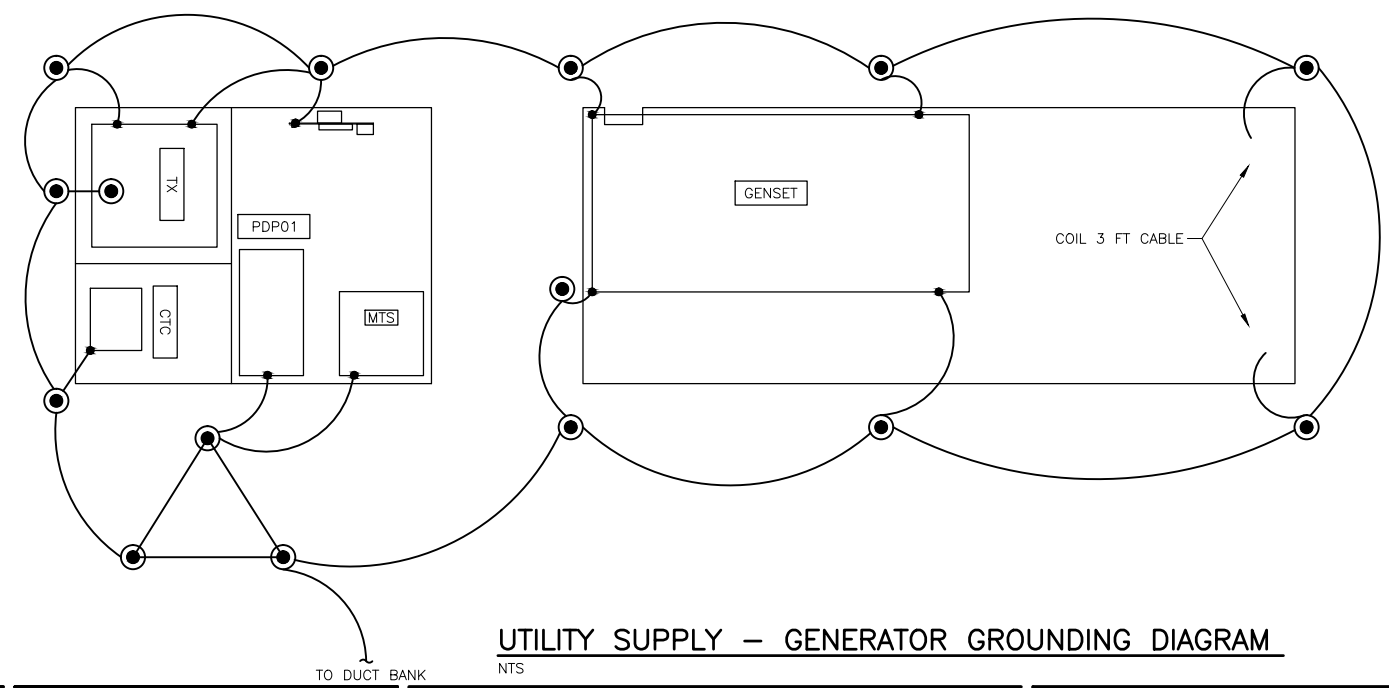 TX
PDP01
CTC
MTS
GENSET
COIL 3 FT CABLE
TO DUCT BANK
UTILITY SUPPLY – GENERATOR GROUNDING DIAGRAM
NTS